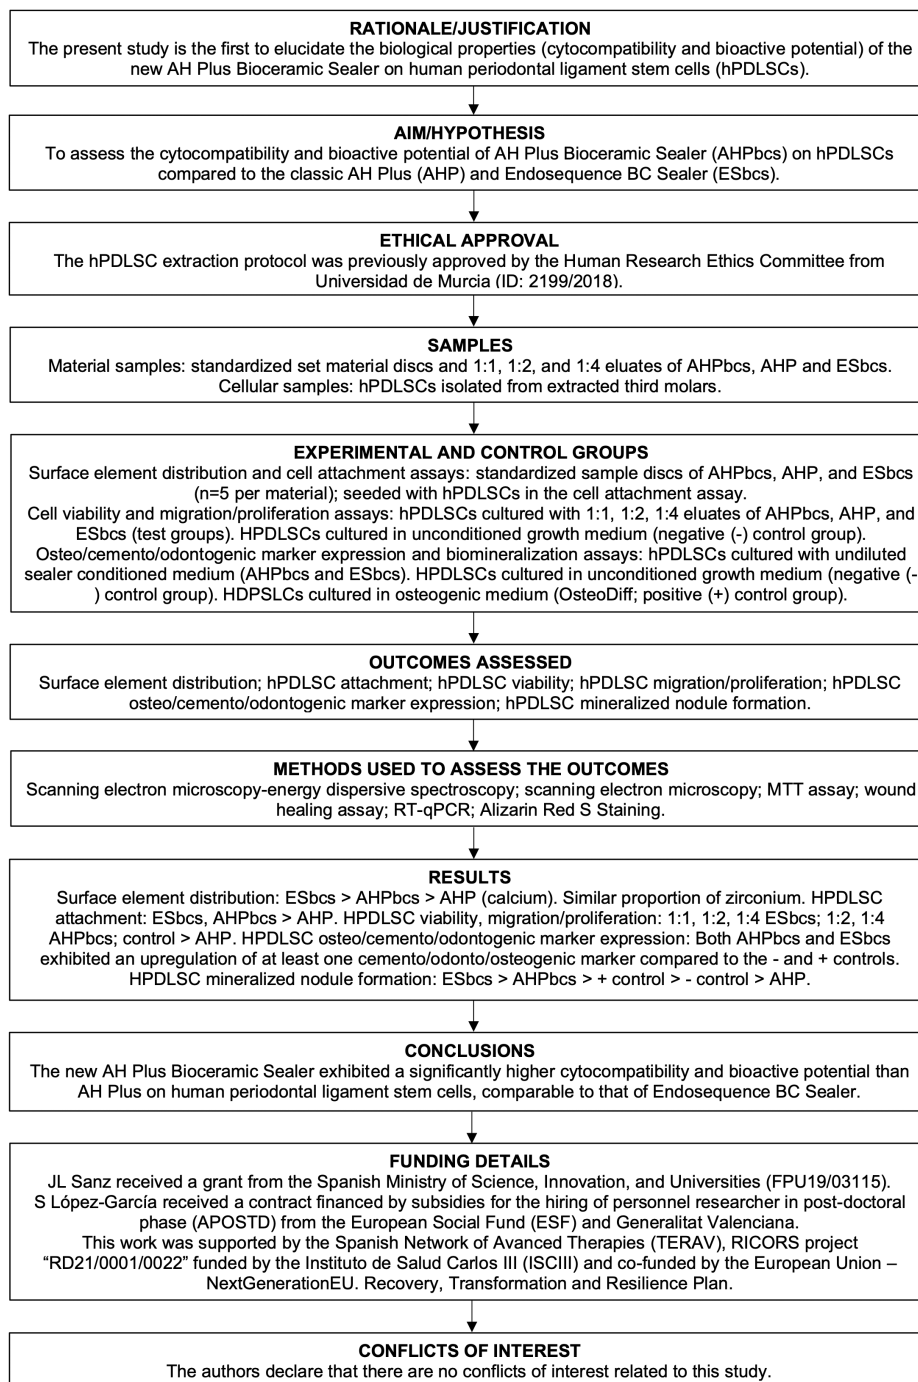 RATIONALE/JUSTIFICATION
The present study is the first to elucidate the biological properties (cytocompatibility and bioactive potential) of the
new AH Plus Bioceramic Sealer on human periodontal ligament stem cells (hPDLSCs).
AIM/HYPOTHESIS
To assess the cytocompatibility and bioactive potential of AH Plus Bioceramic Sealer (AHPbcs) on hPDLSCs
compared to the classic AH Plus (AHP) and Endosequence BC Sealer (ESbcs).
ETHICAL APPROVAL
The hPDLSC extraction protocol was previously approved by the Human Research Ethics Committee from
Universidad de Murcia (ID: 2199/2018).
SAMPLES
Material samples: standardized set material discs and 1:1, 1:2, and 1:4 eluates of AHPbcs, AHP and ESbcs.
Cellular samples: hPDLSCs isolated from extracted third molars.
EXPERIMENTAL AND CONTROL GROUPS
Surface element distribution and cell attachment assays: standardized sample discs of AHPbcs, AHP, and ESbcs
(n=5 per material); seeded with hPDLSCs in the cell attachment assay.
Cell viability and migration/proliferation assays: hPDLSCs cultured with 1:1, 1:2, 1:4 eluates of AHPbcs, AHP, and
ESbcs (test groups). HPDLSCs cultured in unconditioned growth medium (negative (-) control group).
Osteo/cemento/odontogenic marker expression and biomineralization assays: hPDLSCs cultured with undiluted
sealer conditioned medium (AHPbcs and ESbcs). HPDLSCs cultured in unconditioned growth medium (negative (-
) control group). HDPSLCs cultured in osteogenic medium (OsteoDiff; positive (+) control group).
OUTCOMES ASSESSED
Surface element distribution; hPDLSC attachment; hPDLSC viability; hPDLSC migration/proliferation; hPDLSC
osteo/cemento/odontogenic marker expression; hPDLSC mineralized nodule formation.
METHODS USED TO ASSESS THE OUTCOMES
Scanning electron microscopy-energy dispersive spectroscopy; scanning electron microscopy; MTT assay; wound
healing assay; RT-qPCR; Alizarin Red S Staining.
RESULTS
Surface element distribution: ESbcs > AHPbcs > AHP (calcium). Similar proportion of zirconium. HPDLSC
attachment: ESbcs, AHPbcs > AHP. HPDLSC viability, migration/proliferation: 1:1, 1:2, 1:4 ESbcs; 1:2, 1:4
AHPbcs; control > AHP. HPDLSC osteo/cemento/odontogenic marker expression: Both AHPbcs and ESbcs
exhibited an upregulation of at least one cemento/odonto/osteogenic marker compared to the - and + controls.
HPDLSC mineralized nodule formation: ESbcs > AHPbcs > + control > - control > AHP.
CONCLUSIONS
The new AH Plus Bioceramic Sealer exhibited a significantly higher cytocompatibility and bioactive potential than
AH Plus on human periodontal ligament stem cells, comparable to that of Endosequence BC Sealer.
FUNDING DETAILS
JL Sanz received a grant from the Spanish Ministry of Science, Innovation, and Universities (FPU19/03115).
S López-García received a contract financed by subsidies for the hiring of personnel researcher in post-doctoral
phase (APOSTD) from the European Social Fund (ESF) and Generalitat Valenciana.
This work was supported by the Spanish Network of Avanced Therapies (TERAV), RICORS project
“RD21/0001/0022” funded by the Instituto de Salud Carlos III (ISCIII) and co-funded by the European Union –
NextGenerationEU. Recovery, Transformation and Resilience Plan.
CONFLICTS OF INTEREST
The authors declare that there are no conflicts of interest related to this study.